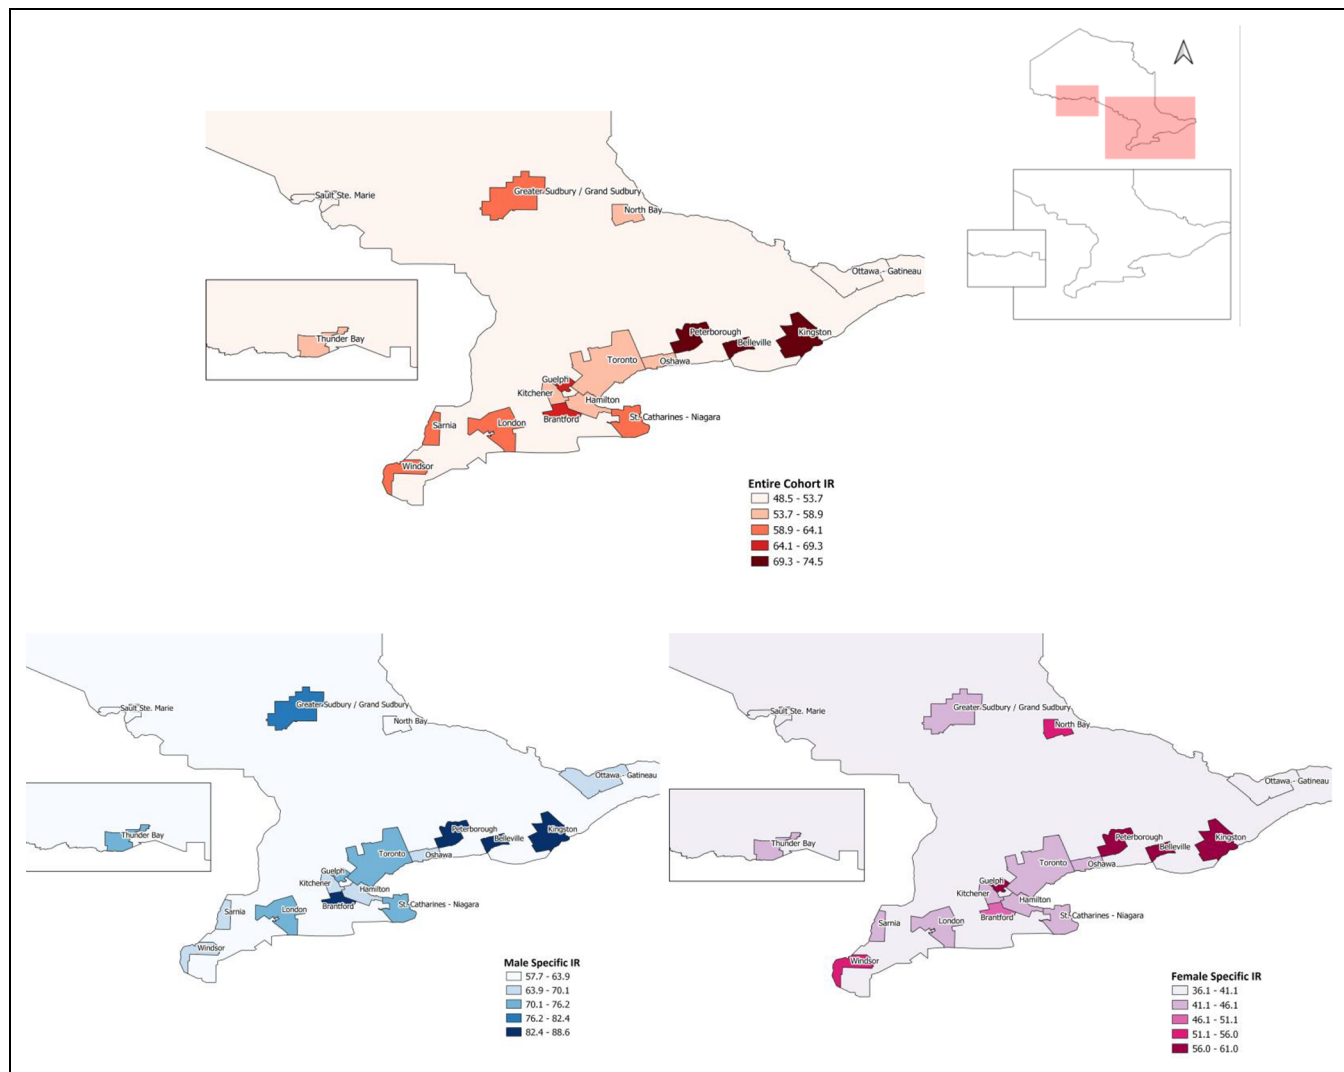 Sault Ste. Marie
Greater Sudbury / Grand Sudbury
North Bay
Ottawa - Gatineau
Thunder Bay
Peterborough
Kingston
Belleville
Toronto
Oshawa
Guelph
Kitchener
Hamilton
Brantford
St. Catharines - Niagara
Sarnia
London
Windsor
Entire Cohort IR
48.5 - 53.7
53.7 - 58.9
58.9 - 64.1
64.1 - 69.3
69.3 - 74.5
Sault Ste. Marie
Greater Sudbury / Grand Sudbury
North Bay
Ottawa - Gatineau
Thunder Bay
Peterborough
Kingston
Belleville
Toronto
Oshawa
Guelph
Kitchener
Hamilton
Brantford
St. Catharines - Niagara
Sarnia
London
Windsor
Male Specific IR
57.7 - 63.9
63.9 - 70.1
70.1 - 76.2
76.2 - 82.4
82.4 - 88.6
Sault Ste. Marie
Greater Sudbury / Grand Sudbury
North Bay
Ottawa - Gatineau
Thunder Bay
Peterborough
Kingston
Belleville
Toronto
Oshawa
Guelph
Kitchener
Hamilton
Brantford
St. Catharines - Niagara
Sarnia
London
Windsor
Female Specific IR
36.1 - 41.1
41.1 - 46.1
46.1 - 51.1
51.1 - 56.0
56.0 - 61.0